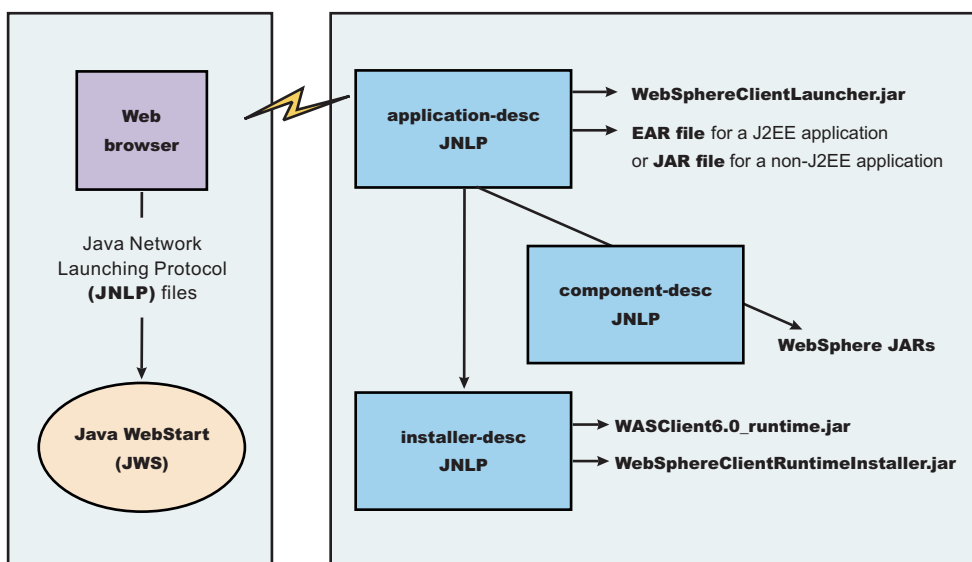 Web
browser
Java Network
Launching Protocol
(JNLP) files
Java WebStart
(JWS)
application-desc
JNLP
WebSphereClientLauncher.jar
EAR file for a J2EE application
or JAR file for a non-J2EE application
component-desc
JNLP
WebSphere JARs
installer-desc
JNLP
WASClient6.0_runtime.jar
WebSphereClientRuntimeInstaller.jar